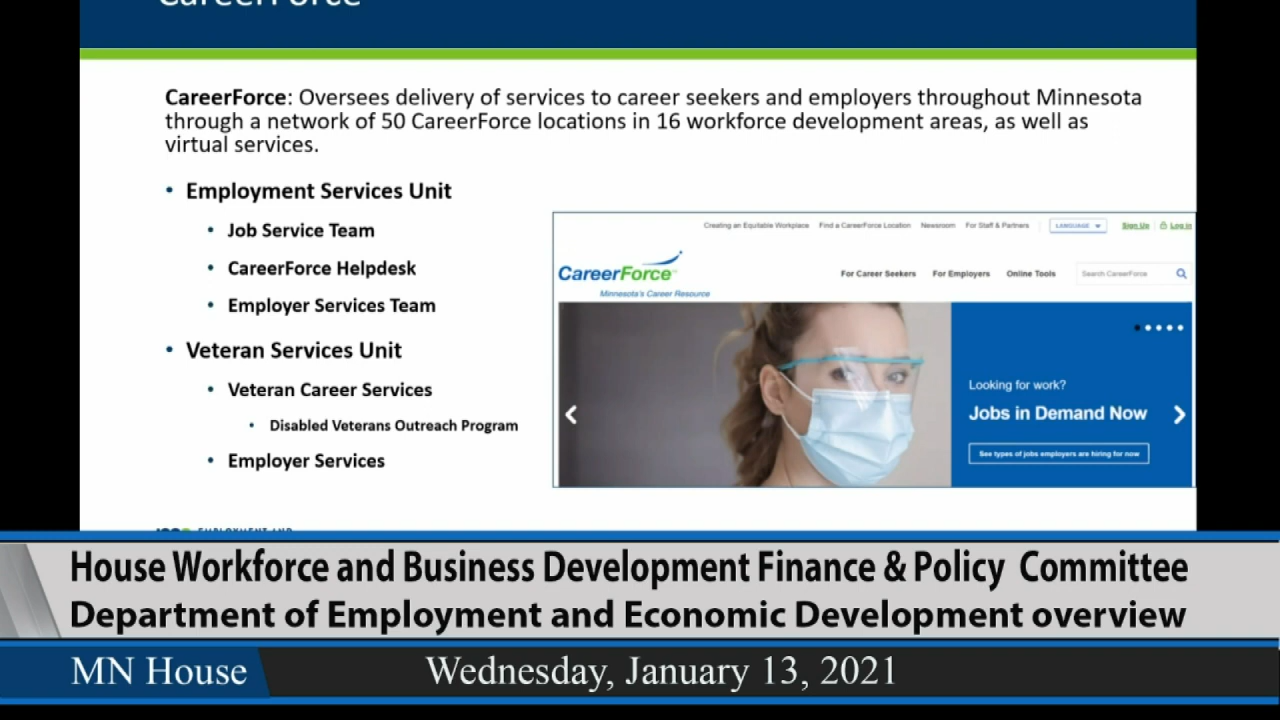 CareerForce
CareerForce: Oversees delivery of services to career seekers and employers throughout Minnesota
through a network of 50 CareerForce locations in 16 workforce development areas, as well as
virtual services.
• Employment Services Unit
• Job Service Team
• CareerForce Helpdesk
• Employer Services Team
• Veteran Services Unit
• Veteran Career Services
• Disabled Veterans Outreach Program
• Employer Services
Creating an Equitable Workplace Find a CareerForce Location Newsroom For Staff & Partners LANGUAGE Sign Up Log in
CareerForce
Minnesota's Career Resource
For Career Seekers For Employers Online Tools Search CareerForce
Looking for work?
Jobs in Demand Now
See types of jobs employers are hiring for now
EMPLOYMENT AND
House Workforce and Business Development Finance & Policy Committee
Department of Employment and Economic Development overview
MN House Wednesday, January 13, 2021